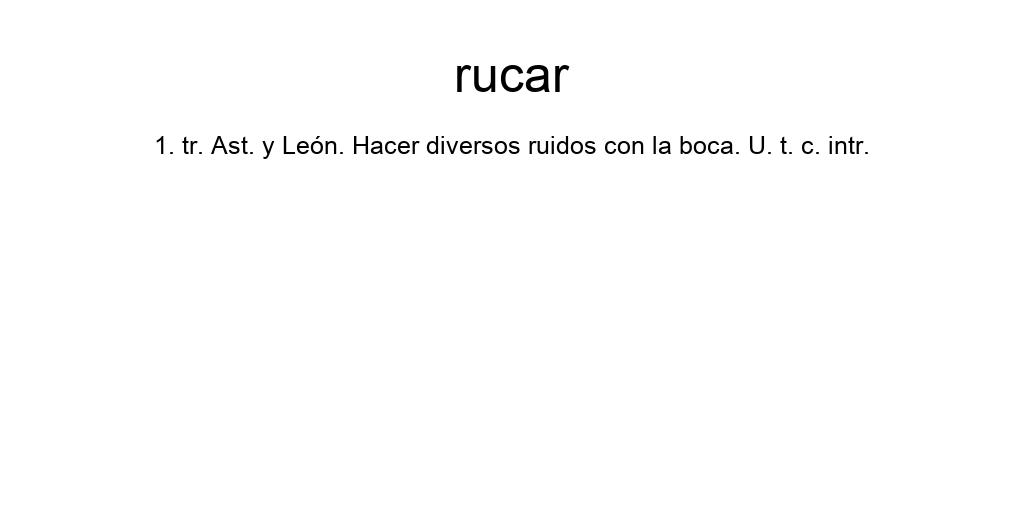 rucar
1. tr. Ast. y León. Hacer diversos ruidos con la boca. U. t. c. intr.